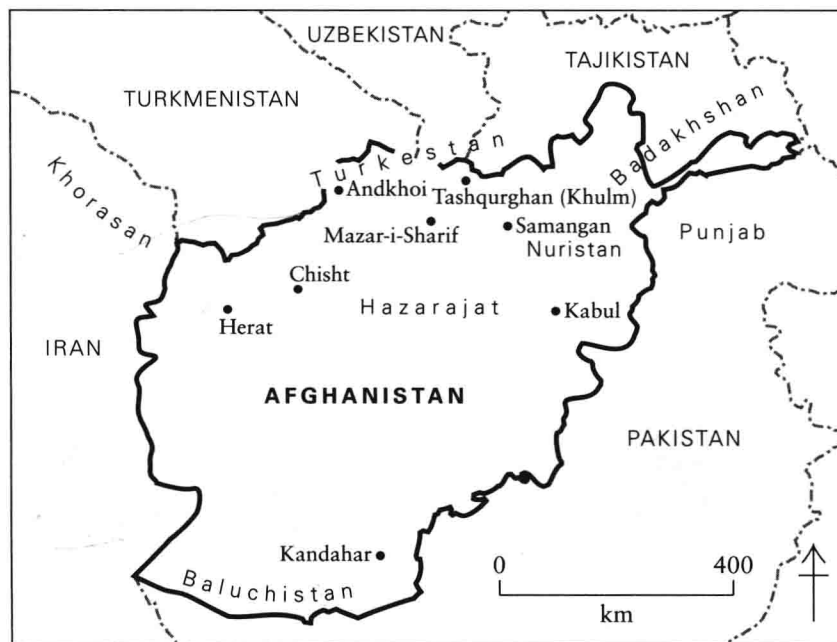 UZBEKISTAN
TAJIKISTAN
TURKMENISTAN
Badakhshan
Turkestan
Khorasan
Andkhoi
Tashqurghan (Khulm)
Mazar-i-Sharif
Samangan
Nuristan
Punjab
Chisht
Hazarajat
Kabul
Herat
IRAN
AFGHANISTAN
PAKISTAN
Kandahar
Baluchistan
0 400
km